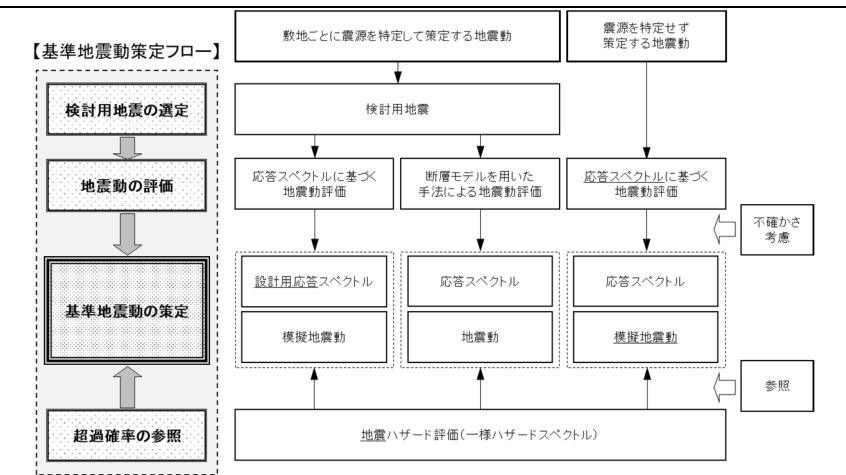 【基準地震動策定フロー】
検討用地震の選定
地震動の評価
基準地震動の策定
超過確率の参照
敷地ごとに震源を特定して策定する地震動
震源を特定せず
策定する地震動
検討用地震
応答スペクトルに基づく
地震動評価
断層モデルを用いた
手法による地震動評価
応答スペクトルに基づく
地震動評価
不確かさ
考慮
設計用応答スペクトル
模擬地震動
応答スペクトル
地震動
応答スペクトル
模擬地震動
参照
地震ハザード評価(一様ハザードスペクトル)